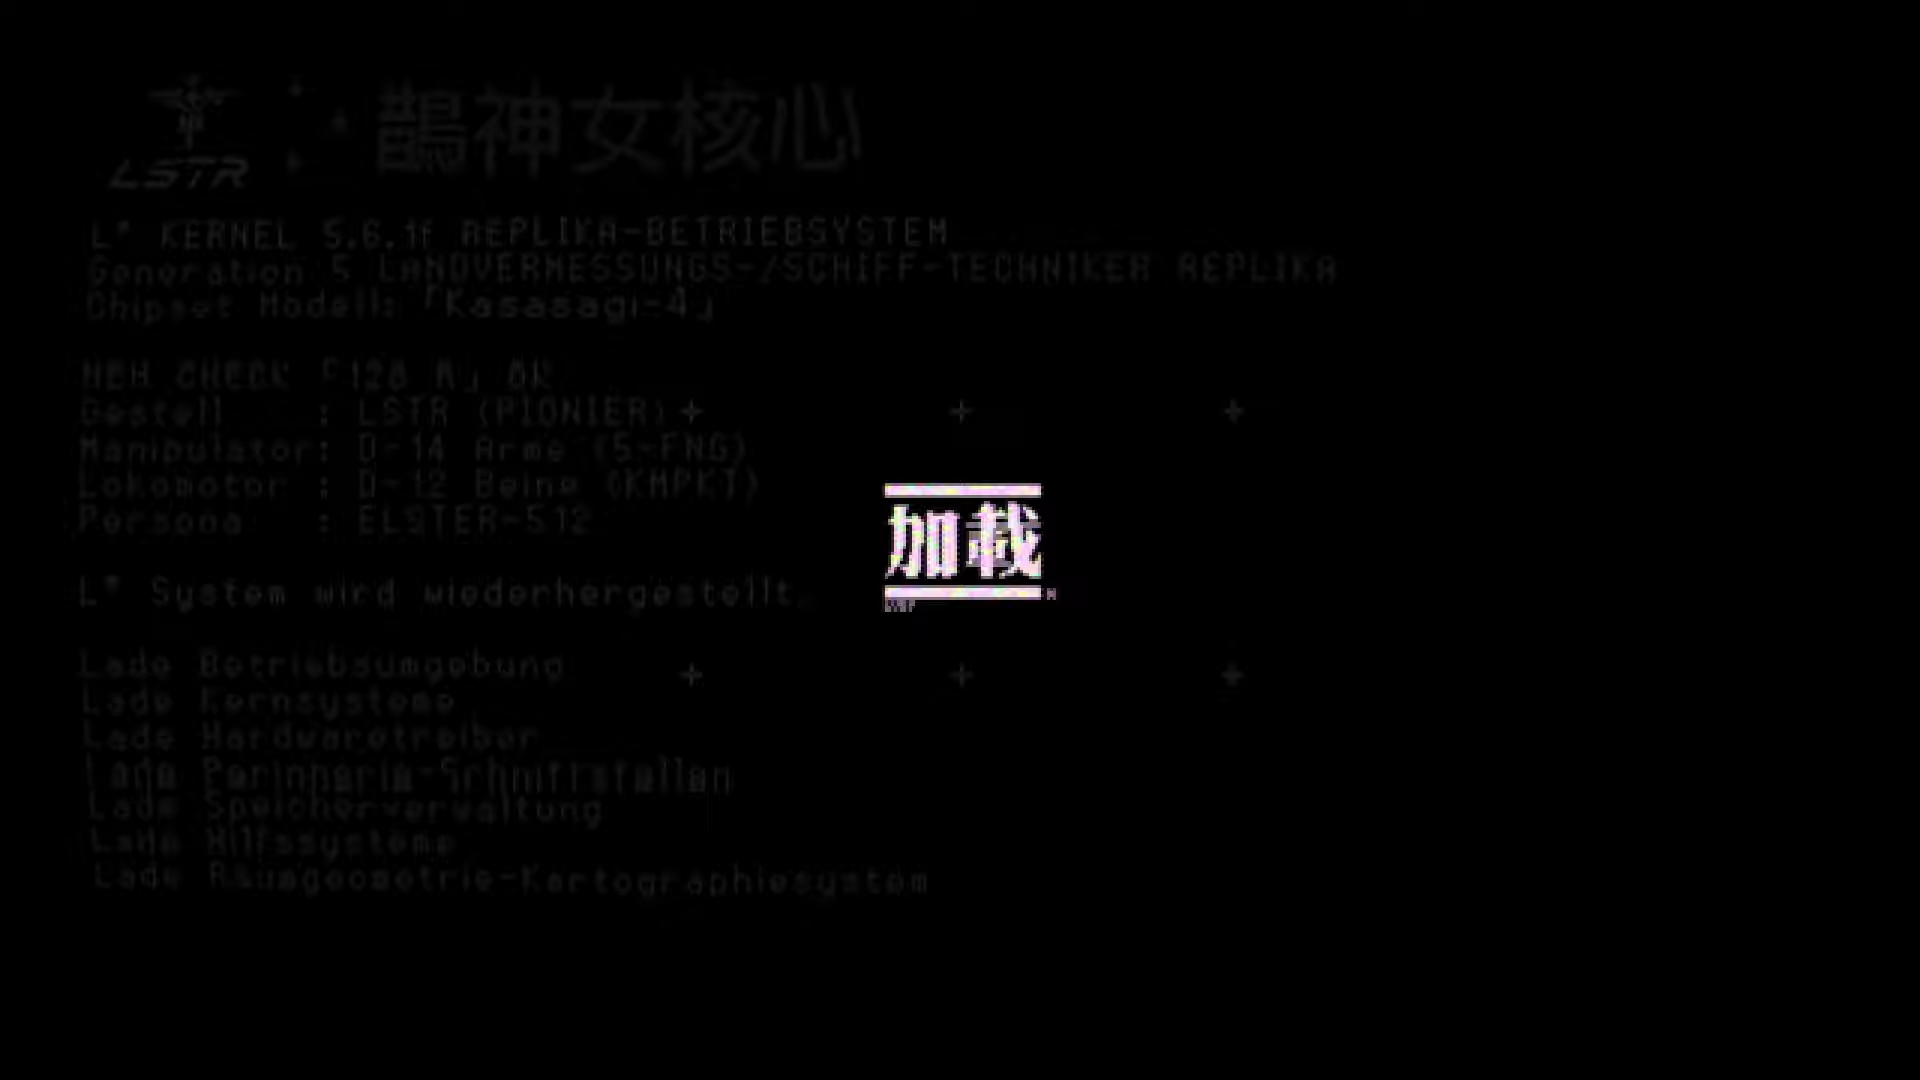 鵲神女核心
LSTR
L* KERNEL 5.6.1f REPLIKA-BETRIEBSYSTEM
Generation 5 LANDVERMESSUNGS-/SCHIFF-TECHNIKER REPLIKA
Chipset Modell: 「Kasasagi-4」
MEM CHECK 「128 M」 OK
Gestell : LSTR (PIONIER)
Manipulator: D-14 Arme (5-FNG)
Lokomotor : D-12 Beine (KMPKT)
Persona : ELSTER-512
加載
L* System wird wiederhergestellt.
Lade Betriebsumgebung
Lade Kernsysteme
Lade Hardwaretreiber
Lade Peripherie-Schnittstellen
Lade Speicherverwaltung
Lade Hilfssysteme
Lade Raumgeometrie-Kartographiesystem